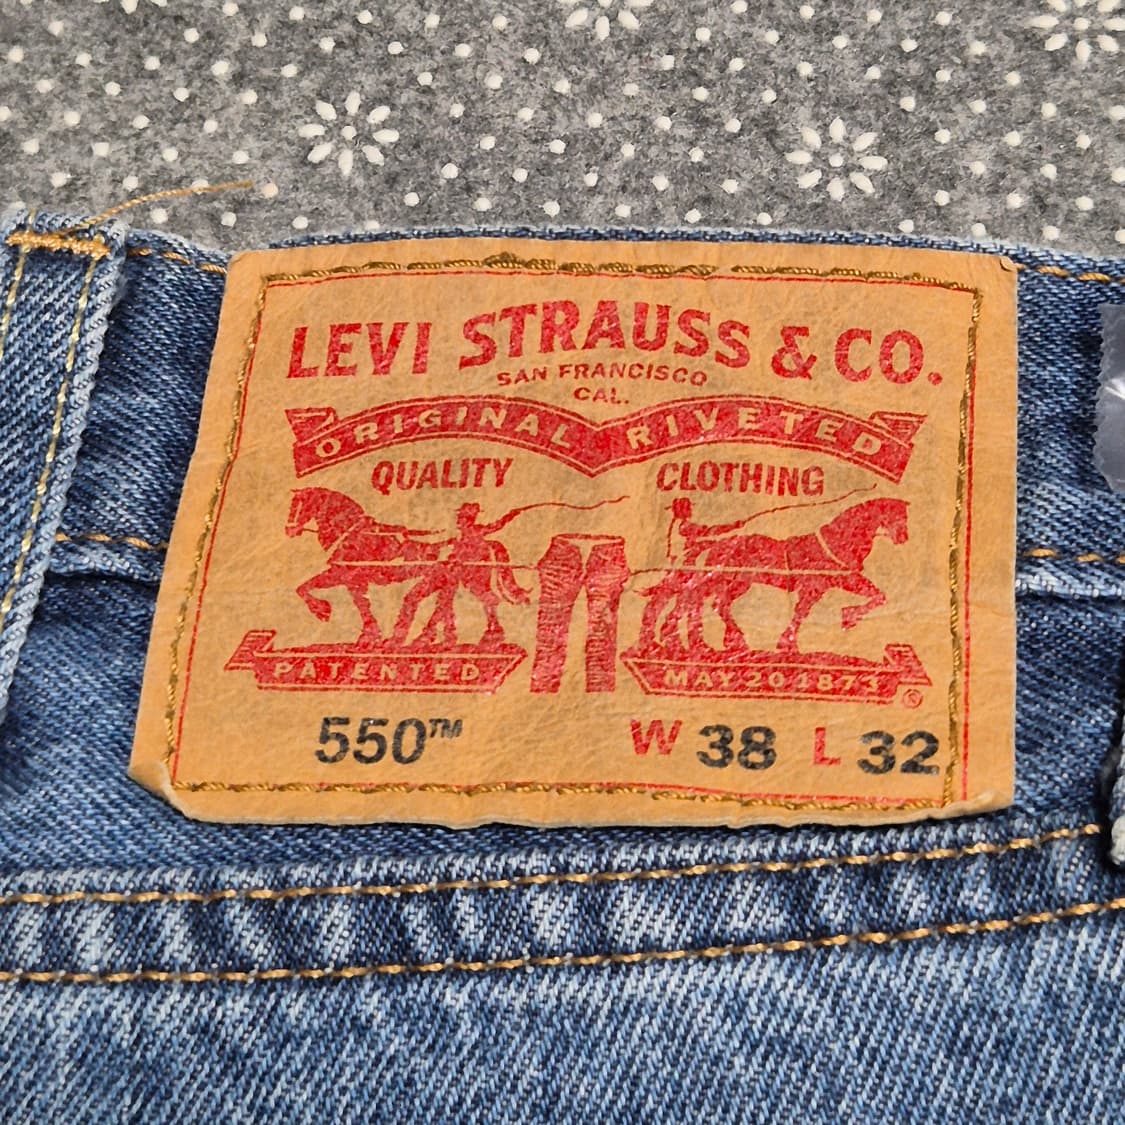 LEVI STRAUSS & CO.
SAN FRANCISCO
CAL.
ORIGINAL RIVETED
QUALITY CLOTHING
PATENTED MAY 20 1873 ®
550™ W 38 L 32